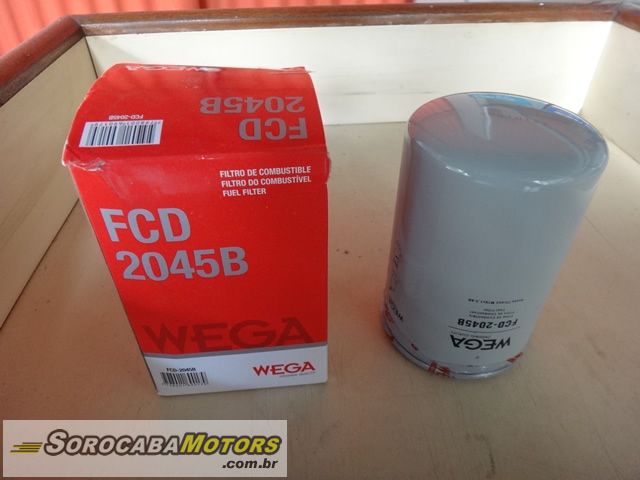 WEGA
FCD
2045B
FCD-2045B
FILTRO DE COMBUSTIBLE
FILTRO DO COMBUSTÍVEL
FUEL FILTER
FCD
2045B
WEGA
FCD-2045B
WEGA
WEGA
FCD-2045B
SOROCABAMOTORS
.com.br